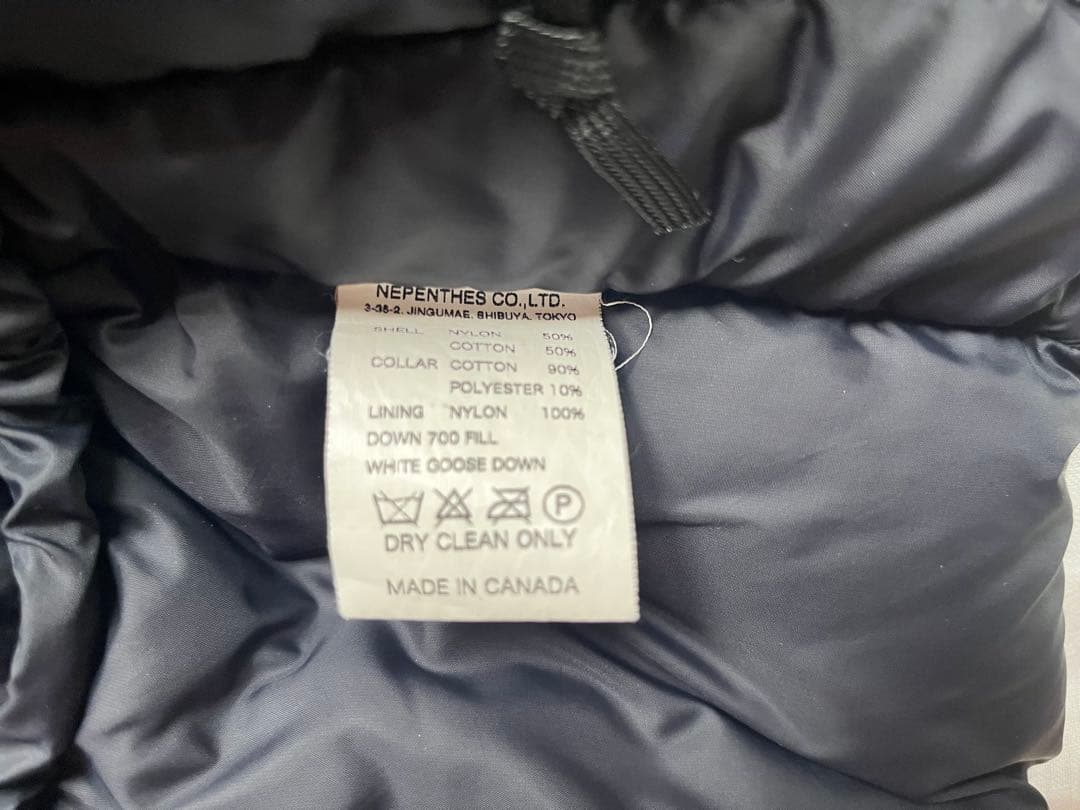 NEPENTHES CO.,LTD.
3-38-2, JINGUMAE, SHIBUYA, TOKYO
SHELL NYLON 50%
COTTON 50%
COLLAR COTTON 90%
POLYESTER 10%
LINING NYLON 100%
DOWN 700 FILL
WHITE GOOSE DOWN
P
DRY CLEAN ONLY
MADE IN CANADA